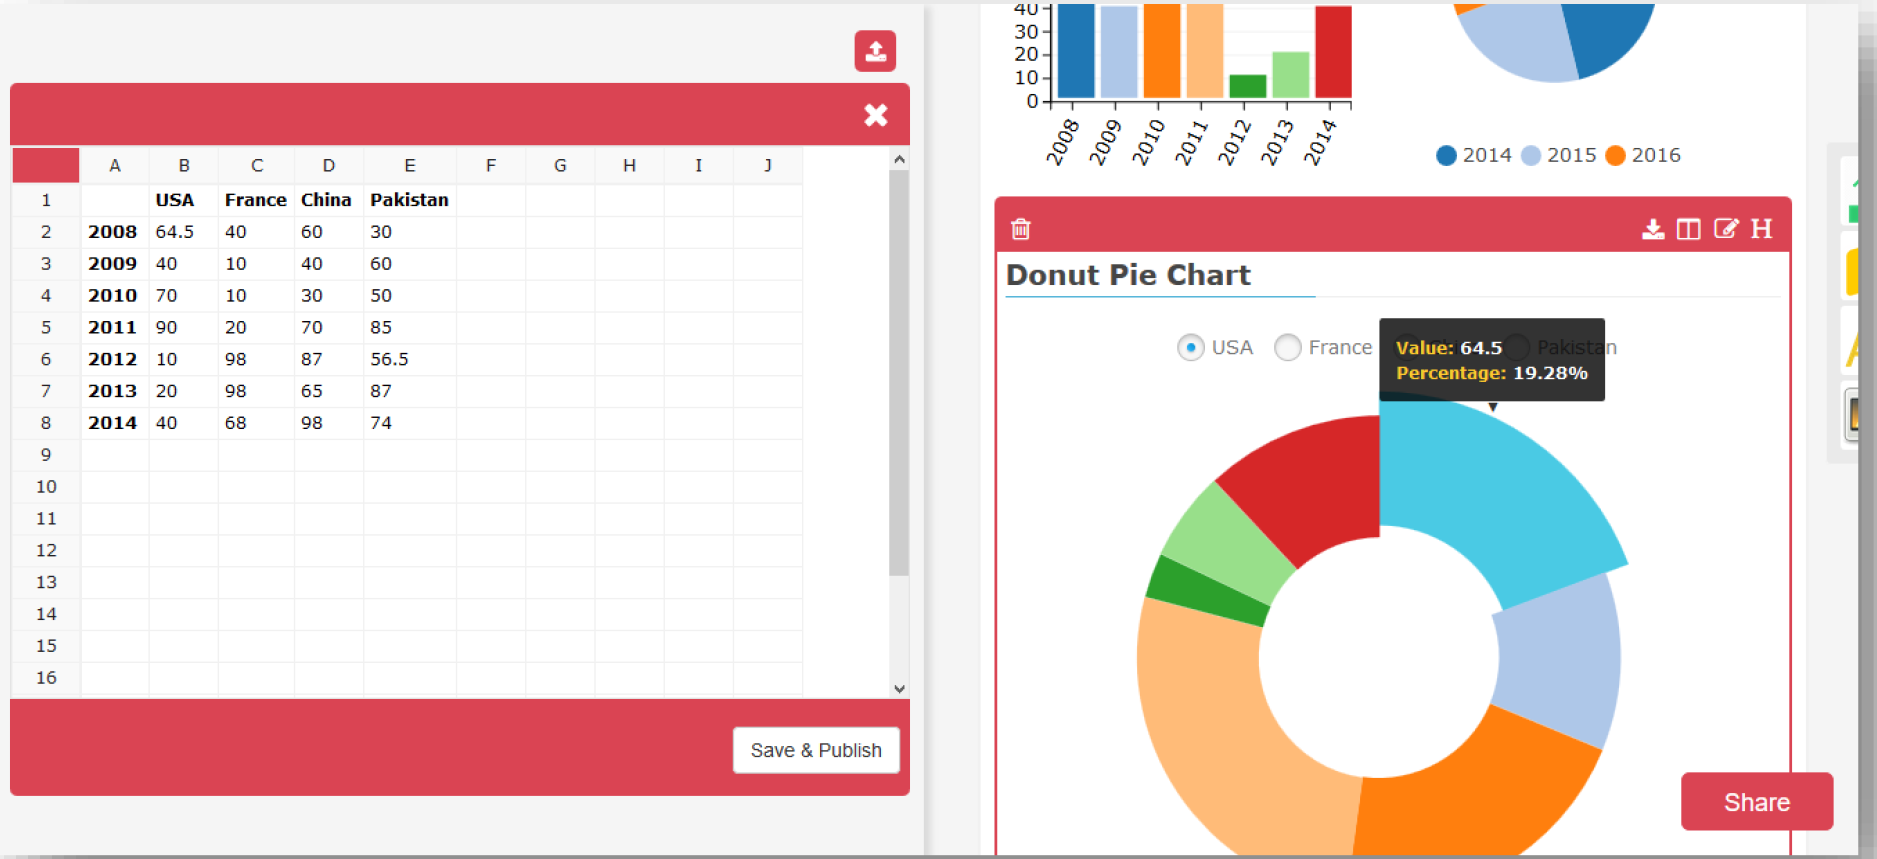 A B C D E F G H I J
1 USA France China Pakistan
2 2008 64.5 40 60 30
3 2009 40 10 40 60
4 2010 70 10 30 50
5 2011 90 20 70 85
6 2012 10 98 87 56.5
7 2013 20 98 65 87
8 2014 40 68 98 74
9
10
11
12
13
14
15
16
Save & Publish
40
30
20
10
0
2008 2009 2010 2011 2012 2013 2014
2014 2015 2016
H
Donut Pie Chart
USA France Pakistan
Value: 64.5
Percentage: 19.28%
Share